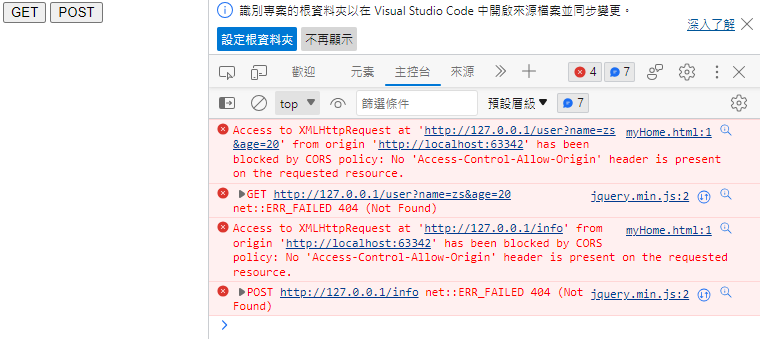 GET POST
識別專案的根資料夾以在 Visual Studio Code 中開啟來源檔案並同步變更。
深入了解
設定根資料夾 不再顯示
歡迎 元素 主控台 來源 4 7
top 篩選條件 預設層級 7
Access to XMLHttpRequest at 'http://127.0.0.1/user?name=zs myHome.html:1
&age=20' from origin 'http://localhost:63342' has been
blocked by CORS policy: No 'Access-Control-Allow-Origin' header is present
on the requested resource.
GET http://127.0.0.1/user?name=zs&age=20 jquery.min.js:2
net::ERR_FAILED 404 (Not Found)
Access to XMLHttpRequest at 'http://127.0.0.1/info' from myHome.html:1
origin 'http://localhost:63342' has been blocked by CORS
policy: No 'Access-Control-Allow-Origin' header is present on the requested
resource.
POST http://127.0.0.1/info net::ERR_FAILED 404 (Not jquery.min.js:2
Found)